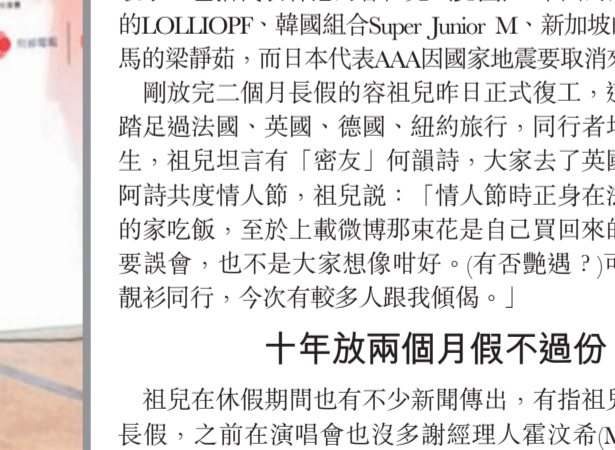 的LOLLIOPF、韓國組合Super Junior M、新加坡
馬的梁靜茹，而日本代表AAA因國家地震要取消
剛放完二個月長假的容祖兒昨日正式復工，
踏足過法國、英國、德國、紐約旅行，同行者
生，祖兒坦言有「密友」何韻詩，大家去了英國
阿詩共度情人節，祖兒説：「情人節時正身在法
的家吃飯，至於上載微博那束花是自己買回來的
要誤會，也不是大家想像咁好。(有否艷遇？)可
靚衫同行，今次有較多人跟我傾偈。」
十年放兩個月假不過份
祖兒在休假期間也有不少新聞傳出，有指祖兒
長假，之前在演唱會也沒多謝經理人霍汶希(M